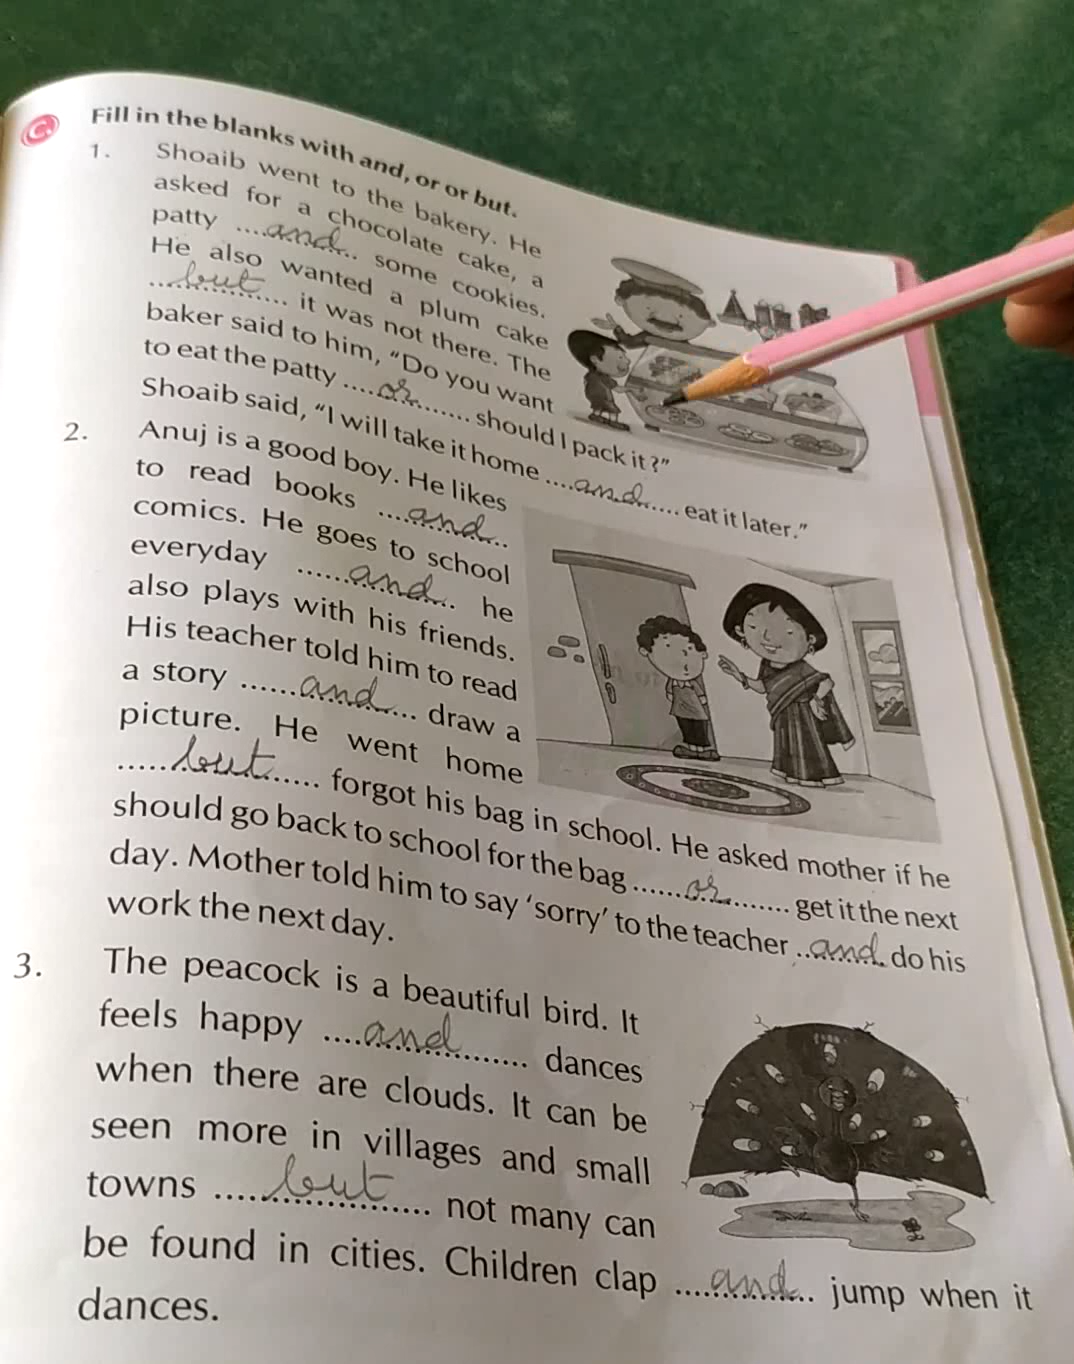 C. Fill in the blanks with and, or or but.
1. Shoaib went to the bakery. He
asked for a chocolate cake, a
patty ....and.... some cookies.
He also wanted a plum cake
....but.... it was not there. The
baker said to him, "Do you want
to eat the patty ....or.... should I pack it?"
Shoaib said, "I will take it home ....and.... eat it later."
2. Anuj is a good boy. He likes
to read books ....and....
comics. He goes to school
everyday ....and.... he
also plays with his friends.
His teacher told him to read
a story ....and.... draw a
picture. He went home
....but.... forgot his bag in school. He asked mother if he
should go back to school for the bag ....or.... get it the next
day. Mother told him to say 'sorry' to the teacher ..and.. do his
work the next day.
3. The peacock is a beautiful bird. It
feels happy ....and.... dances
when there are clouds. It can be
seen more in villages and small
towns ....but.... not many can
be found in cities. Children clap ....and.... jump when it
dances.